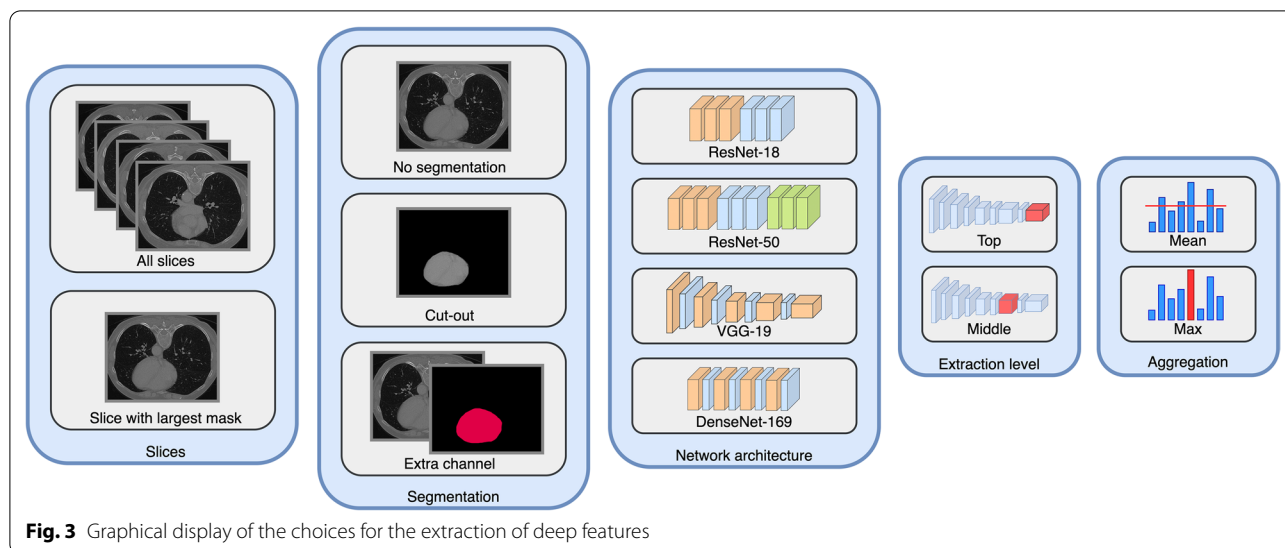 All slices
Slice with largest mask
Slices
No segmentation
Cut-out
Extra channel
Segmentation
ResNet-18
ResNet-50
VGG-19
DenseNet-169
Network architecture
Top
Middle
Extraction level
Mean
Max
Aggregation
Fig. 3 Graphical display of the choices for the extraction of deep features